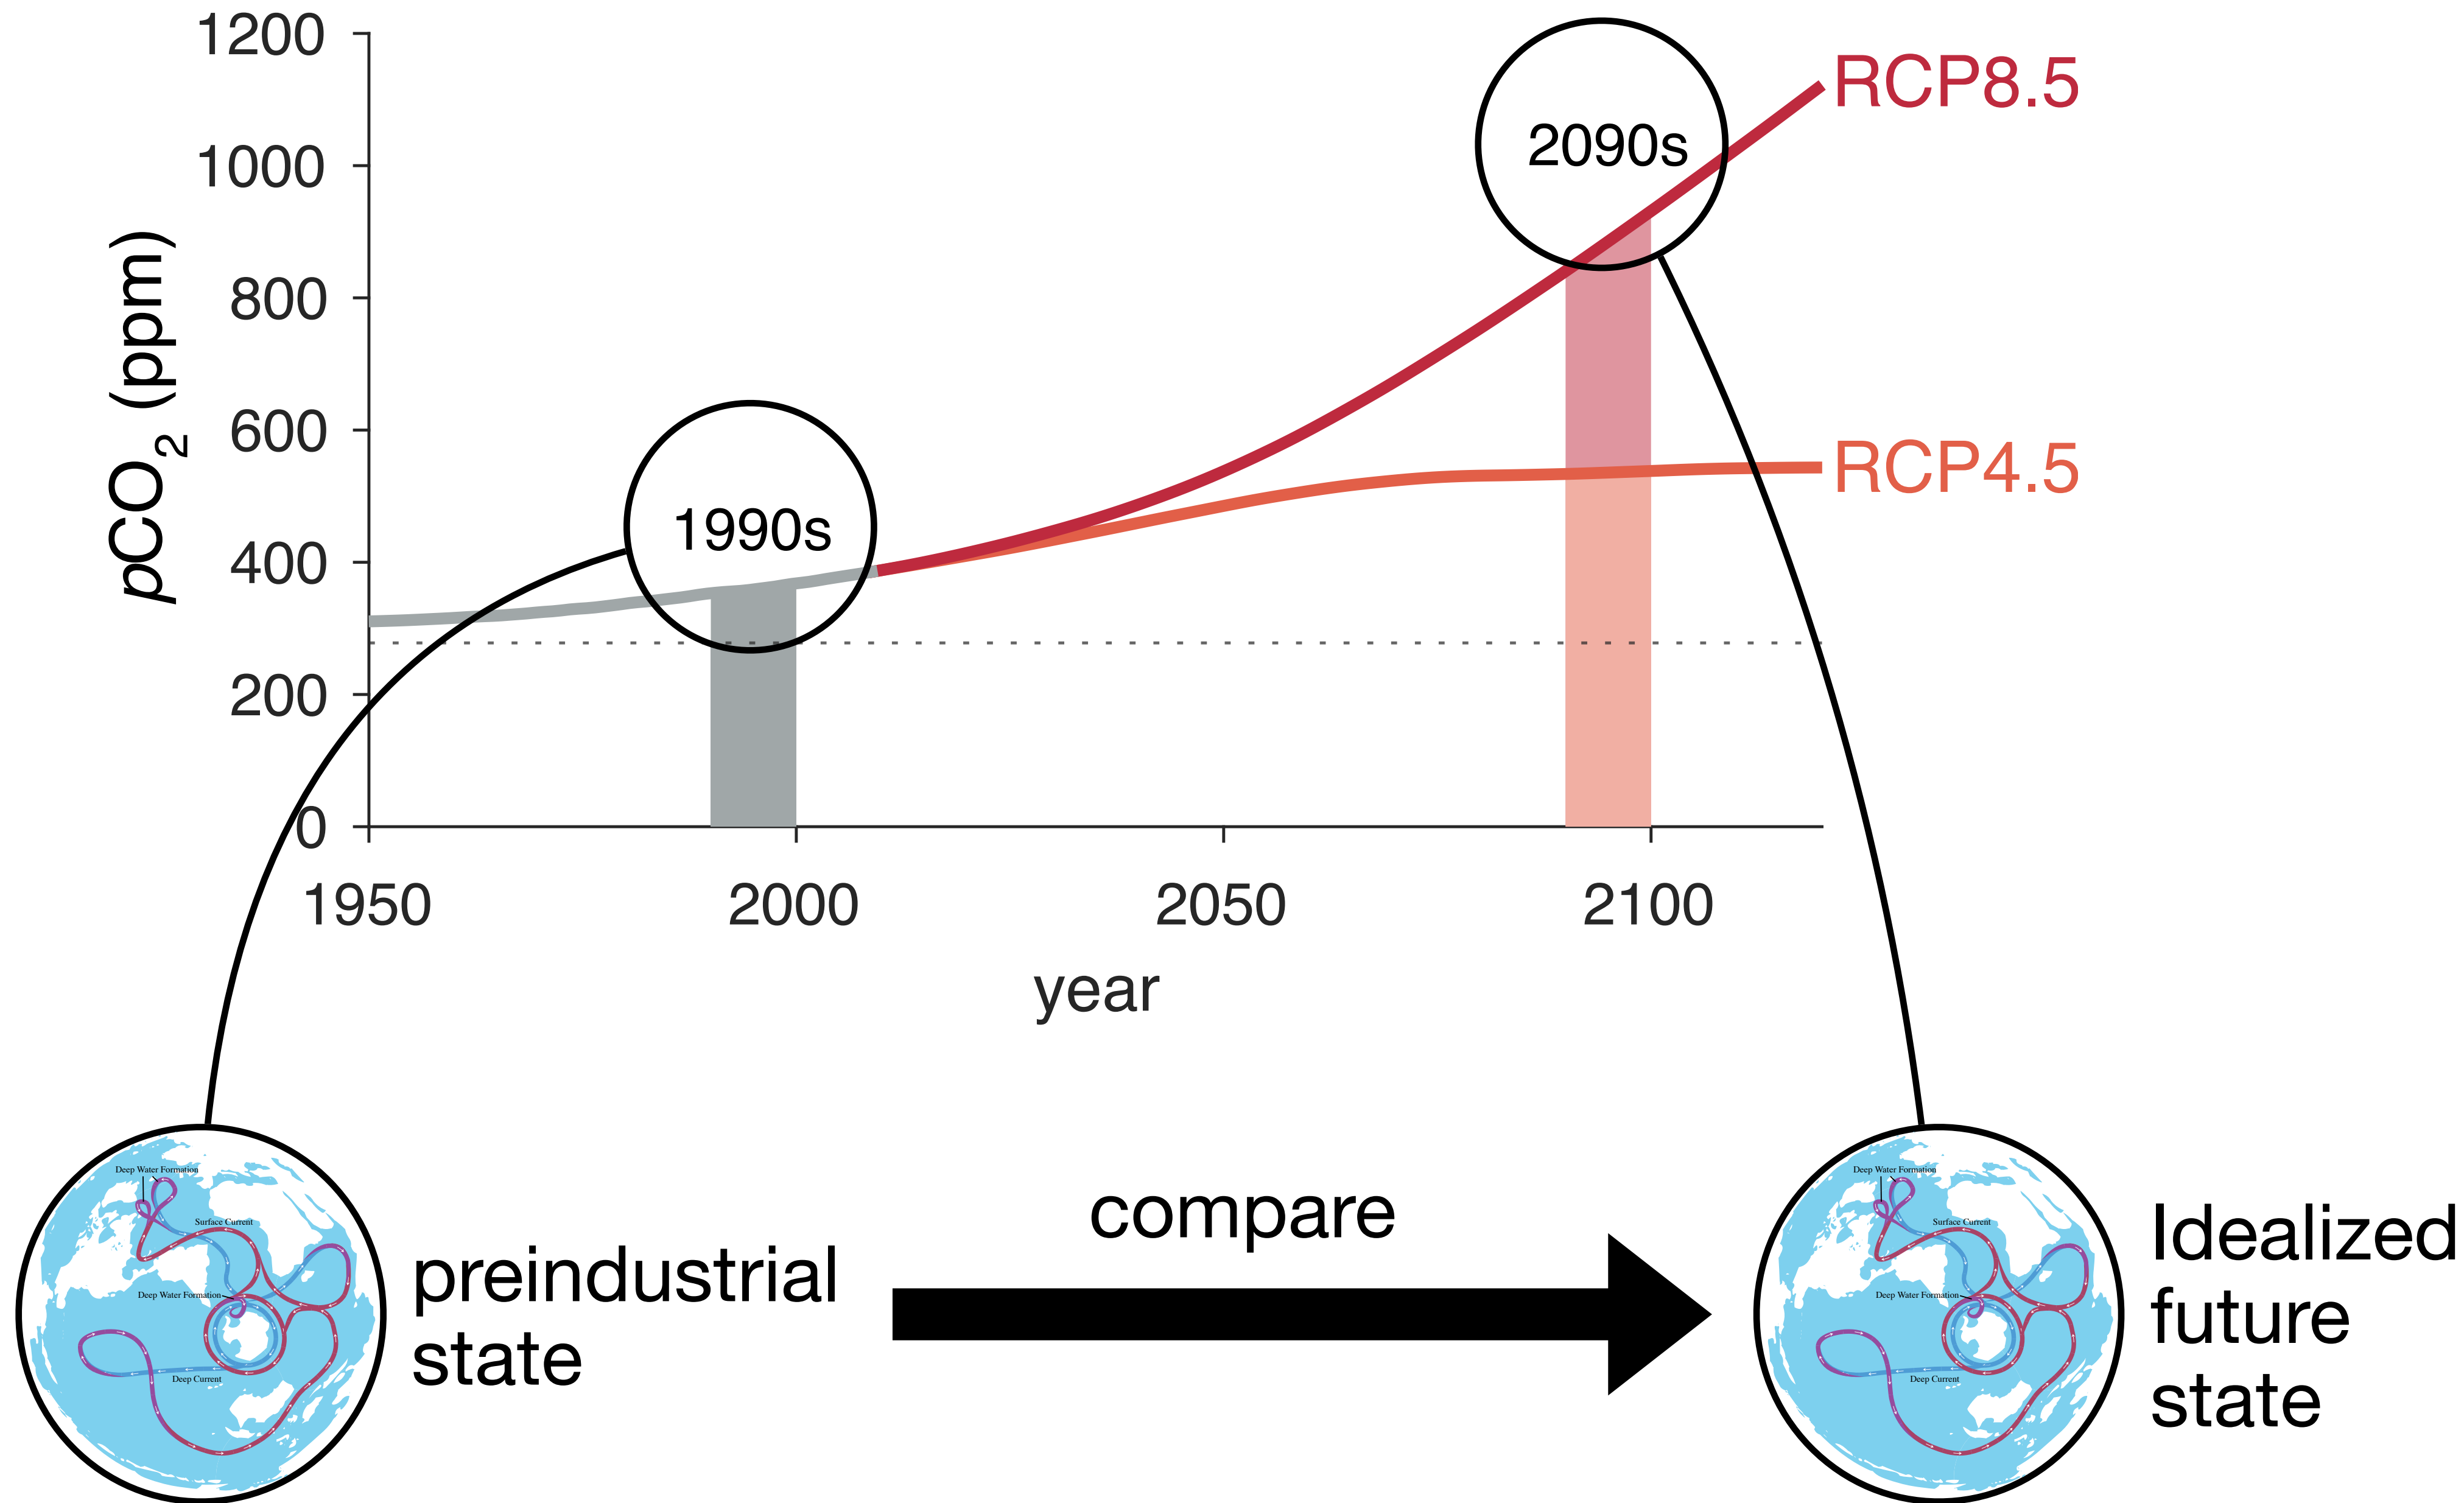 1200
1000
800
600
400
200
0
pCO2 (ppm)
1950
2000
2050
2100
year
1990s
2090s
RCP8.5
RCP4.5
Deep Water Formation
Surface Current
Deep Water Formation
Deep Current
preindustrial
state
compare
Deep Water Formation
Surface Current
Deep Water Formation
Deep Current
Idealized
future
state